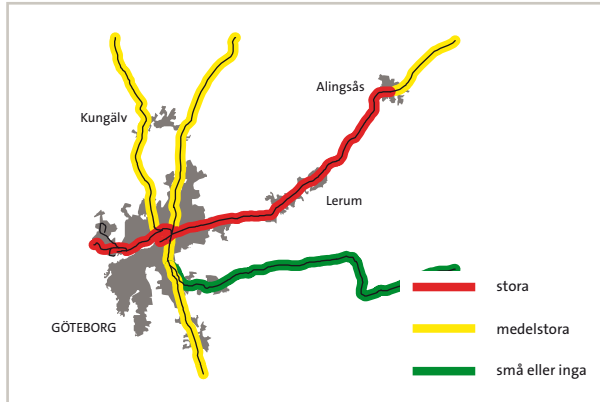 Alingsås
Kungälv
Lerum
GÖTEBORG
stora
medelstora
små eller inga